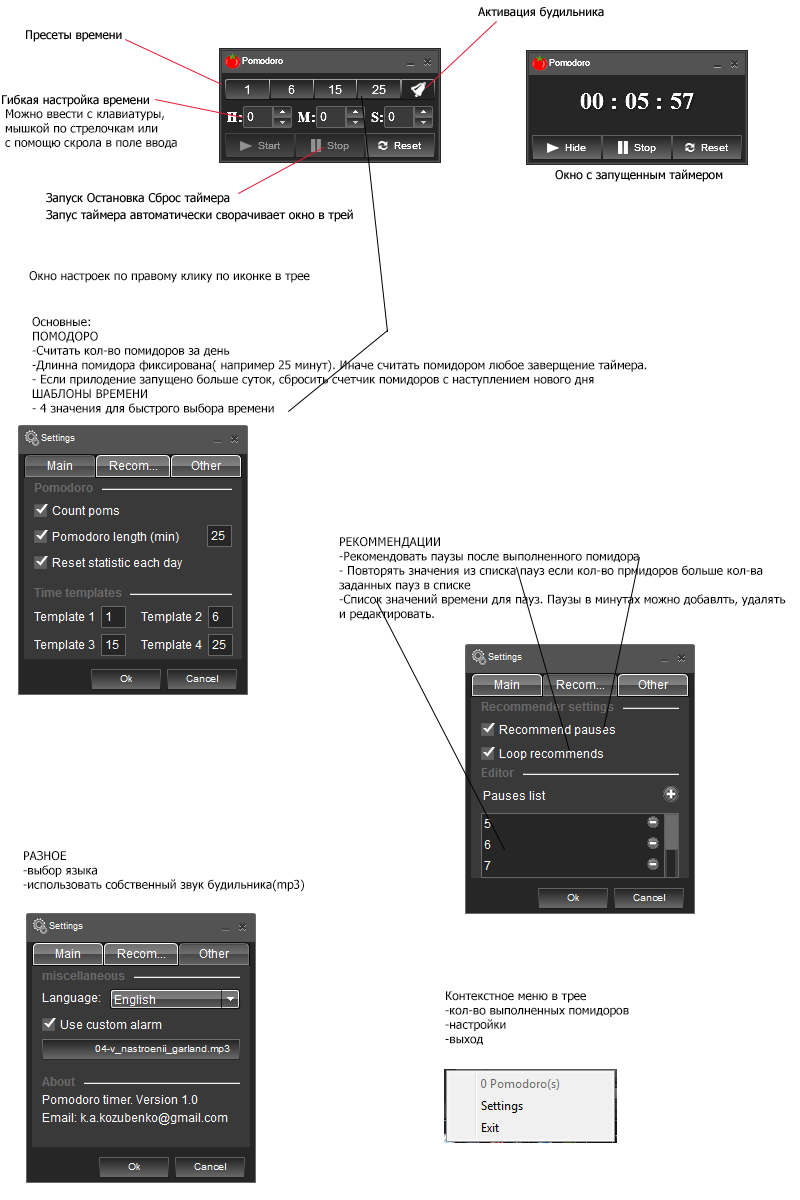 Активация будильника
Пресеты времени
Pomodoro
1 6 15 25
Гибкая настройка времени
Можно ввести с клавиатуры,
мышкой по стрелочкам или
с помощю скрола в поле ввода
H: 0 M: 0 S: 0
Start Stop Reset
Pomodoro
00 : 05 : 57
Hide Stop Reset
Окно с запущенным таймером
Запуск Остановка Сброс таймера
Запус таймера автоматически сворачивает окно в трей
Окно настроек по правому клику по иконке в трее
Основные:
ПОМОДОРО
-Считать кол-во помидоров за день
-Длинна помидора фиксирована( например 25 минут). Иначе считать помидором любое заверщение таймера.
- Если прилодение запущено больше суток, сбросить счетчик помидоров с наступлением нового дня
ШАБЛОНЫ ВРЕМЕНИ
- 4 значения для быстрого выбора времени
Settings
Main Recom... Other
Pomodoro
Count poms
Pomodoro length (min) 25
Reset statistic each day
Time templates
Template 1 1 Template 2 6
Template 3 15 Template 4 25
Ok Cancel
РЕКОММЕНДАЦИИ
-Рекомендовать паузы после выполненного помидора
- Повторять значения из списка пауз если кол-во прмидоров больше кол-ва
заданных пауз в списке
-Список значений времени для пауз. Паузы в минутах можно добавлть, удалять
и редактировать.
Settings
Main Recom... Other
Recommender settings
Recommend pauses
Loop recommends
Editor
Pauses list
5
6
7
Ok Cancel
РАЗНОЕ
-выбор языка
-использовать собственный звук будильника(mp3)
Settings
Main Recom... Other
miscellaneous
Language: English
Use custom alarm
04-v_nastroenii_garland.mp3
About
Pomodoro timer. Version 1.0
Email: k.a.kozubenko@gmail.com
Ok Cancel
Контекстное меню в трее
-кол-во выполненных помидоров
-настройки
-выход
0 Pomodoro(s)
Settings
Exit